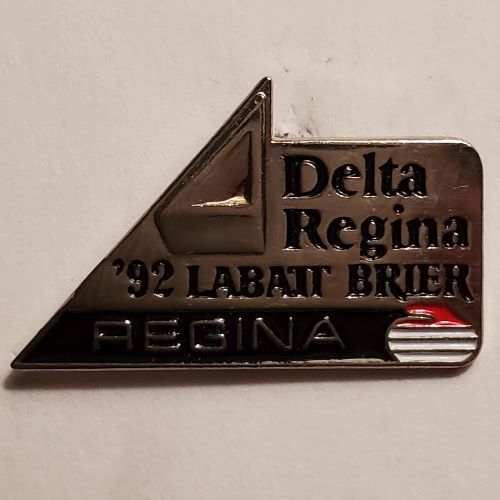 Delta
Regina
'92 LABATT BRIER
REGINA